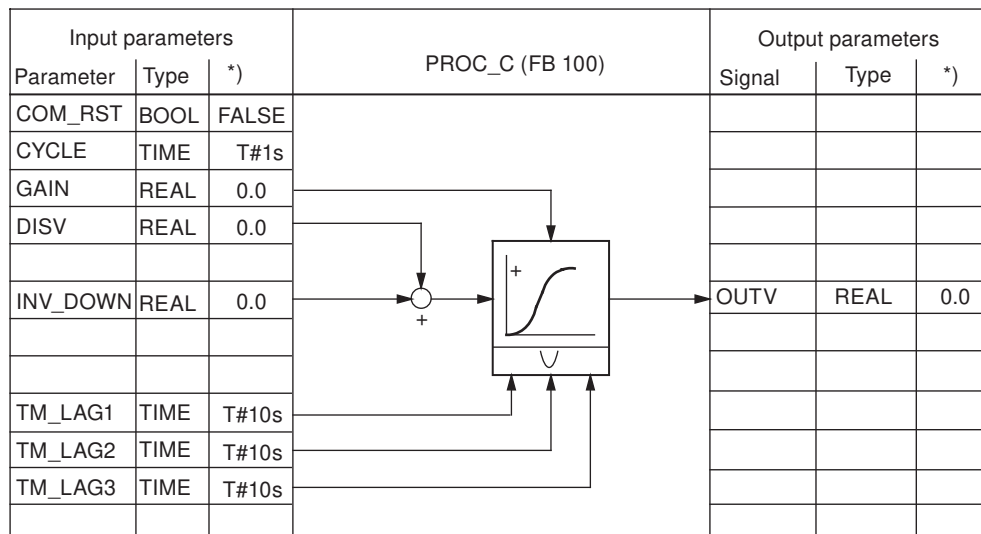 Input parameters PROC_C (FB 100) Output parameters
Parameter Type *) Signal Type *)
COM_RST BOOL FALSE
CYCLE TIME T#1s
GAIN REAL 0.0
DISV REAL 0.0
+
INV_DOWN REAL 0.0 OUTV REAL 0.0
+
TM_LAG1 TIME T#10s
TM_LAG2 TIME T#10s
TM_LAG3 TIME T#10s